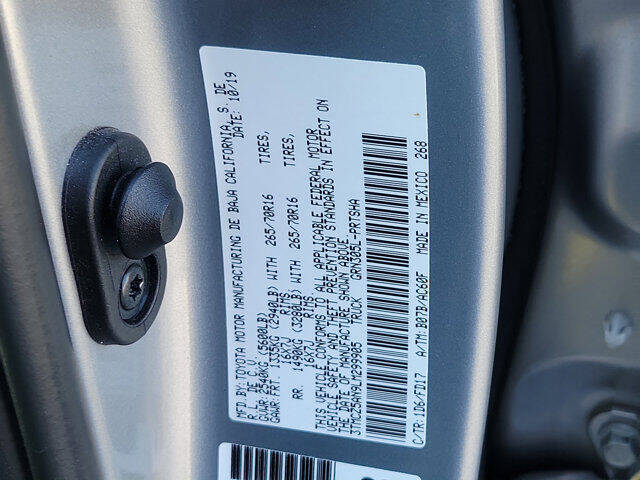 MFD.BY:TOYOTA MOTOR MANUFACTURING DE BAJA CALIFORNIA, S. DE
R.L. DE C.V. DATE: 10/19
GVWR: 2540KG (5600LB)
GAWR:FRT. 1335KG (2940LB) WITH 265/70R16 TIRES,
16X7J RIMS
RR. 1490KG (3280LB) WITH 265/70R16 TIRES,
16X7J RIMS
THIS VEHICLE CONFORMS TO ALL APPLICABLE FEDERAL MOTOR
VEHICLE SAFETY AND THEFT PREVENTION STANDARDS IN EFFECT ON
THE DATE OF MANUFACTURE SHOWN ABOVE.
3TMCZ5AN9LM299985 TRUCK GRN305L-PRTSHA
C/TR:1D6/FD17 A/TM:B07B/AC60F MADE IN MEXICO 268